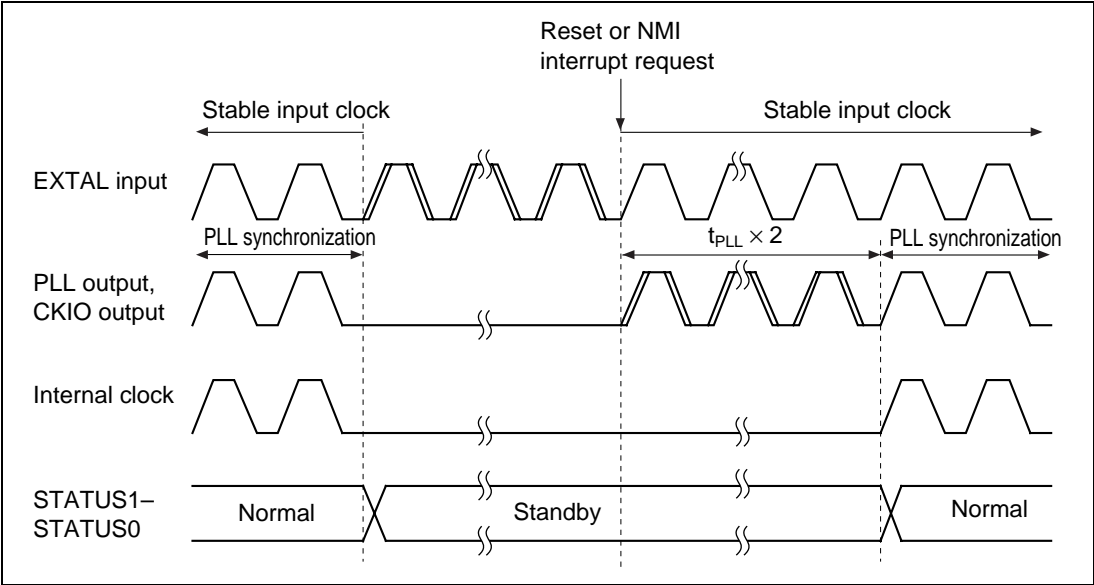 Reset or NMI
interrupt request
Stable input clock
Stable input clock
EXTAL input
PLL synchronization
tPLL × 2
PLL synchronization
PLL output,
CKIO output
Internal clock
STATUS1–
STATUS0
Normal
Standby
Normal